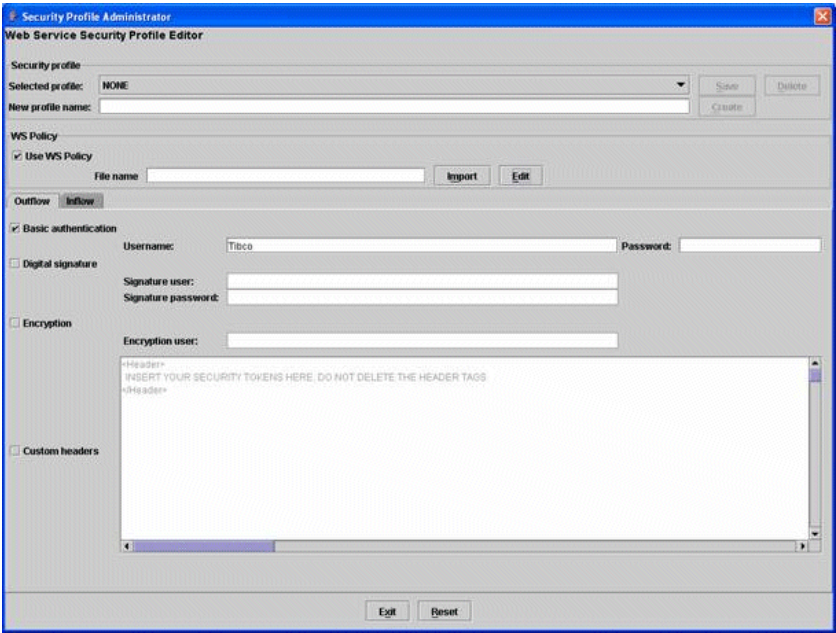 Security Profile Administrator
Web Service Security Profile Editor
Security profile
Selected profile: NONE Save Delete
New profile name: Create
WS Policy
Use WS Policy
File name Import Edit
Outflow Inflow
Basic authentication
Username: Tibco Password:
Digital signature
Signature user:
Signature password:
Encryption
Encryption user:
<Header>
INSERT YOUR SECURITY TOKENS HERE, DO NOT DELETE THE HEADER TAGS
</Header>
Custom headers
Exit Reset